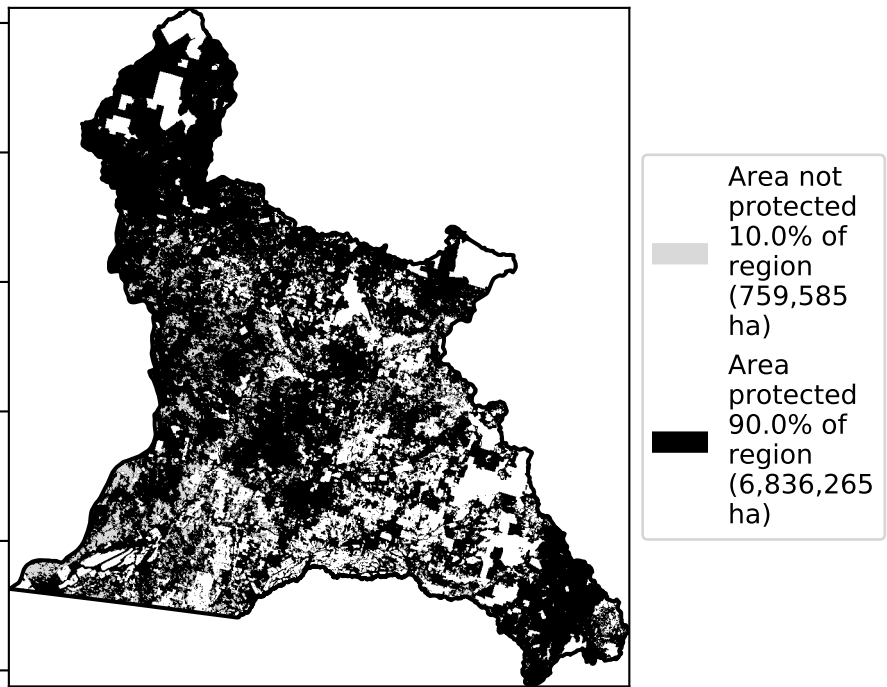 Area not
protected
10.0% of
region
(759,585
ha)
Area
protected
90.0% of
region
(6,836,265
ha)